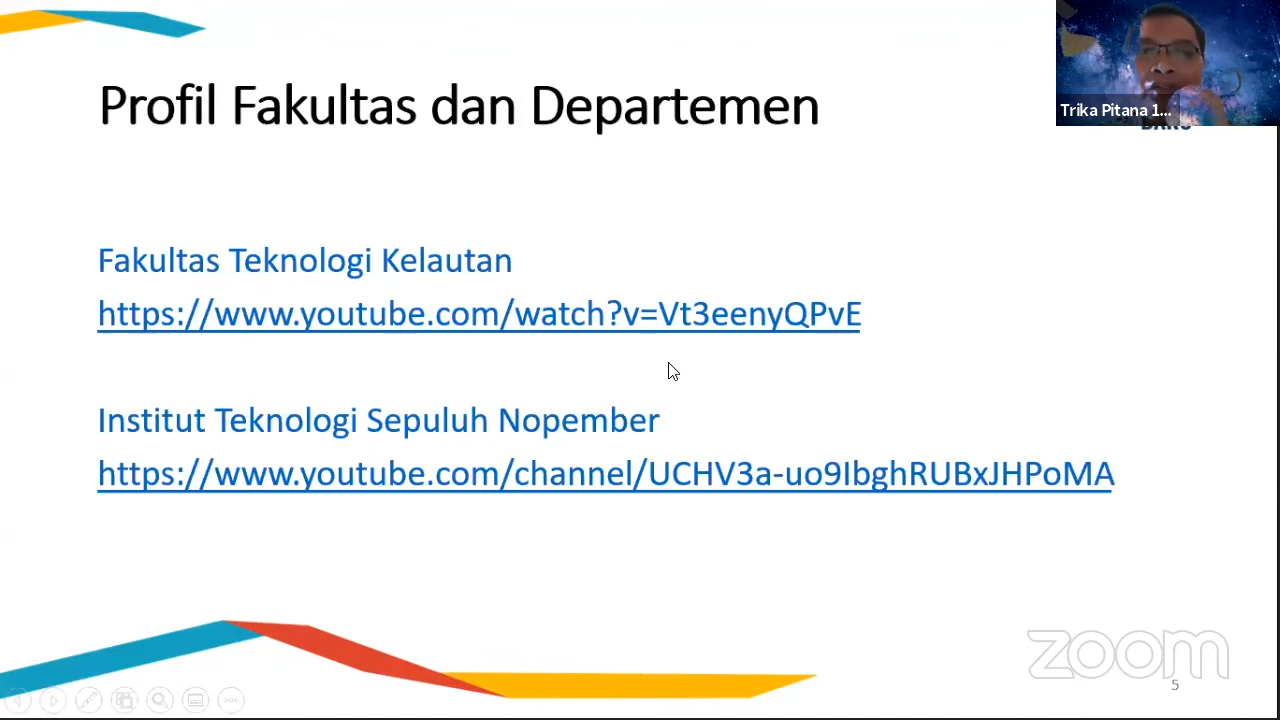 Profil Fakultas dan Departemen
Trika Pitana 1...
Fakultas Teknologi Kelautan
https://www.youtube.com/watch?v=Vt3eenyQPvE
Institut Teknologi Sepuluh Nopember
https://www.youtube.com/channel/UCHV3a-uo9IbghRUBxJHPoMA
zoom
5